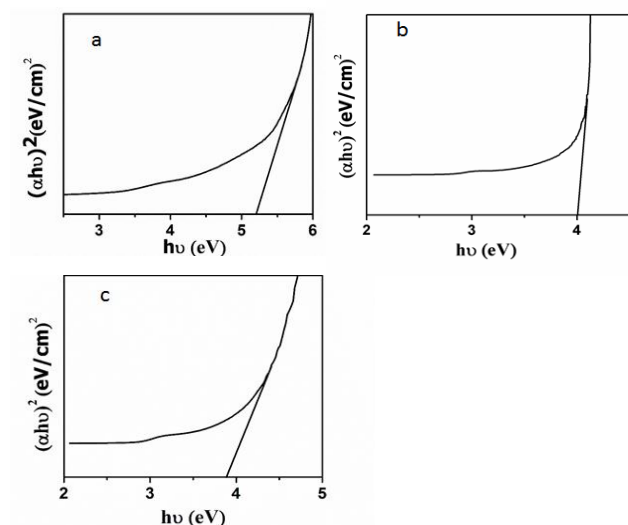 a
(αhυ)2(eV/cm)²
3 4 5 6
hυ (eV)
b
(αhυ)² (eV/cm)²
2 3 4
hυ (eV)
c
(αhυ)² (eV/cm)²
2 3 4 5
hυ (eV)